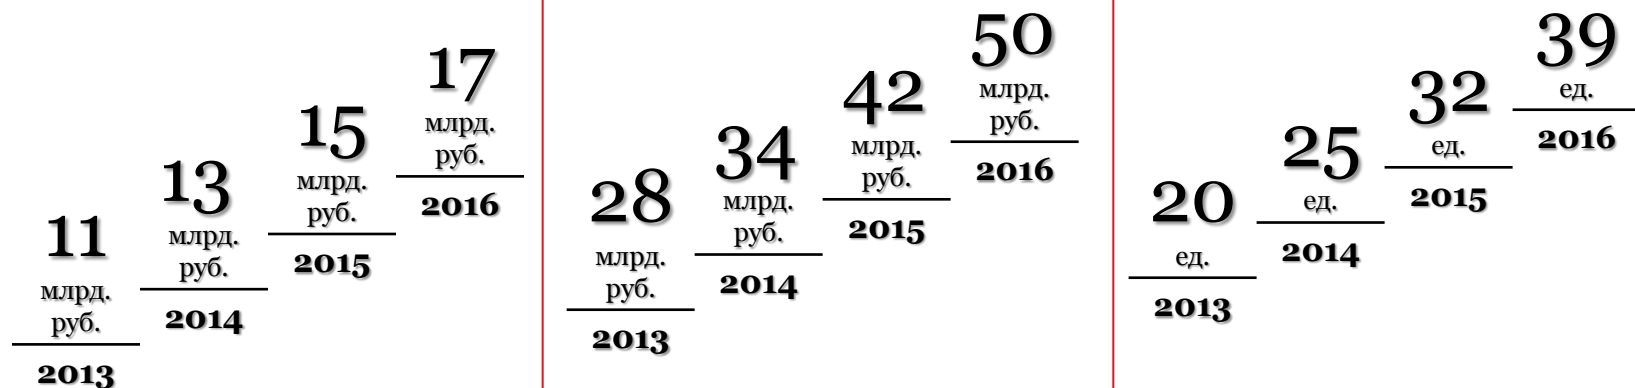 11
млрд.
руб.
2013
13
млрд.
руб.
2014
15
млрд.
руб.
2015
17
млрд.
руб.
2016
28
млрд.
руб.
2013
34
млрд.
руб.
2014
42
млрд.
руб.
2015
50
млрд.
руб.
2016
20
ед.
2013
25
ед.
2014
32
ед.
2015
39
ед.
2016